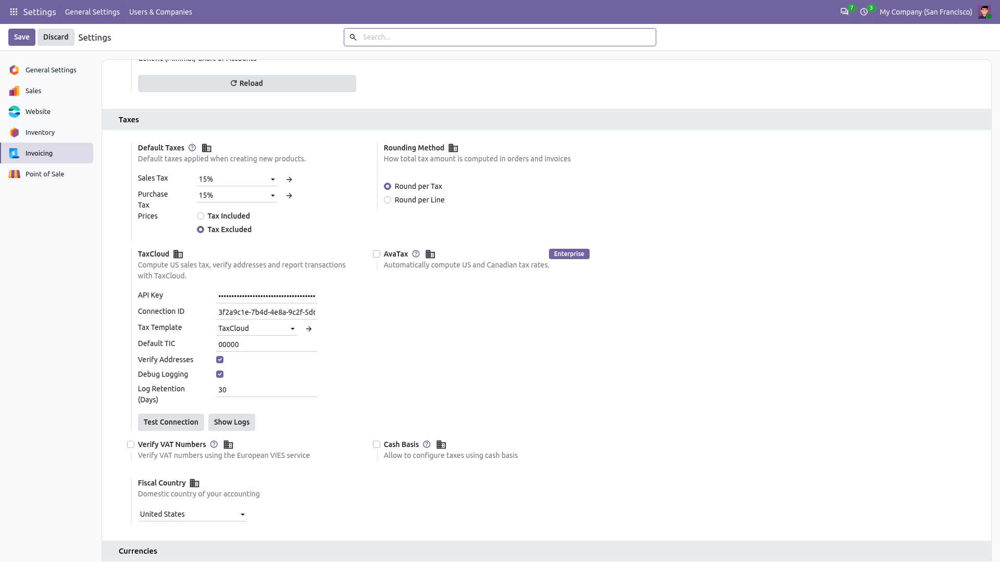 Settings
General Settings
Users & Companies
7
3
My Company (San Francisco)
Save
Discard
Settings
Search...
General Settings
Sales
Website
Inventory
Invoicing
Point of Sale
Generic (Minimal) Chart of Accounts
Reload
Taxes
Default Taxes
Default taxes applied when creating new products.
Sales Tax
15%
Purchase
Tax
15%
Prices
Tax Included
Tax Excluded
Rounding Method
How total tax amount is computed in orders and invoices
Round per Tax
Round per Line
TaxCloud
Compute US sales tax, verify addresses and report transactions
with TaxCloud.
API Key
••••••••••••••••••••••••••••••••••••
Connection ID
3f2a9c1e-7b4d-4e8a-9c2f-5d6
Tax Template
TaxCloud
Default TIC
00000
Verify Addresses
Debug Logging
Log Retention
(Days)
30
Test Connection
Show Logs
AvaTax
Enterprise
Automatically compute US and Canadian tax rates.
Verify VAT Numbers
Verify VAT numbers using the European VIES service
Cash Basis
Allow to configure taxes using cash basis
Fiscal Country
Domestic country of your accounting
United States
Currencies